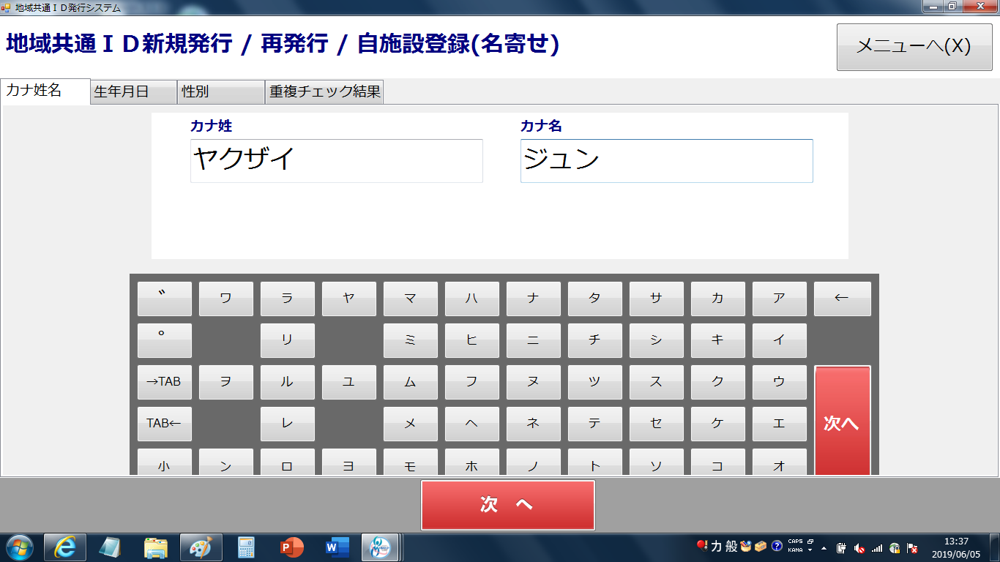 地域共通ＩＤ発行システム
地域共通ＩＤ新規発行 / 再発行 / 自施設登録(名寄せ)
メニューへ(X)
カナ姓名 生年月日 性別 重複チェック結果
カナ姓 カナ名
ヤクザイ ジュン
゛ ワ ラ ヤ マ ハ ナ タ サ カ ア ←
゜ リ ミ ヒ ニ チ シ キ イ
→TAB ヲ ル ユ ム フ ヌ ツ ス ク ウ
TAB← レ メ ヘ ネ テ セ ケ エ
次へ
小 ン ロ ヨ モ ホ ノ ト ソ コ オ
次 へ
カ 般 CAPS KANA
13:37
2019/06/05